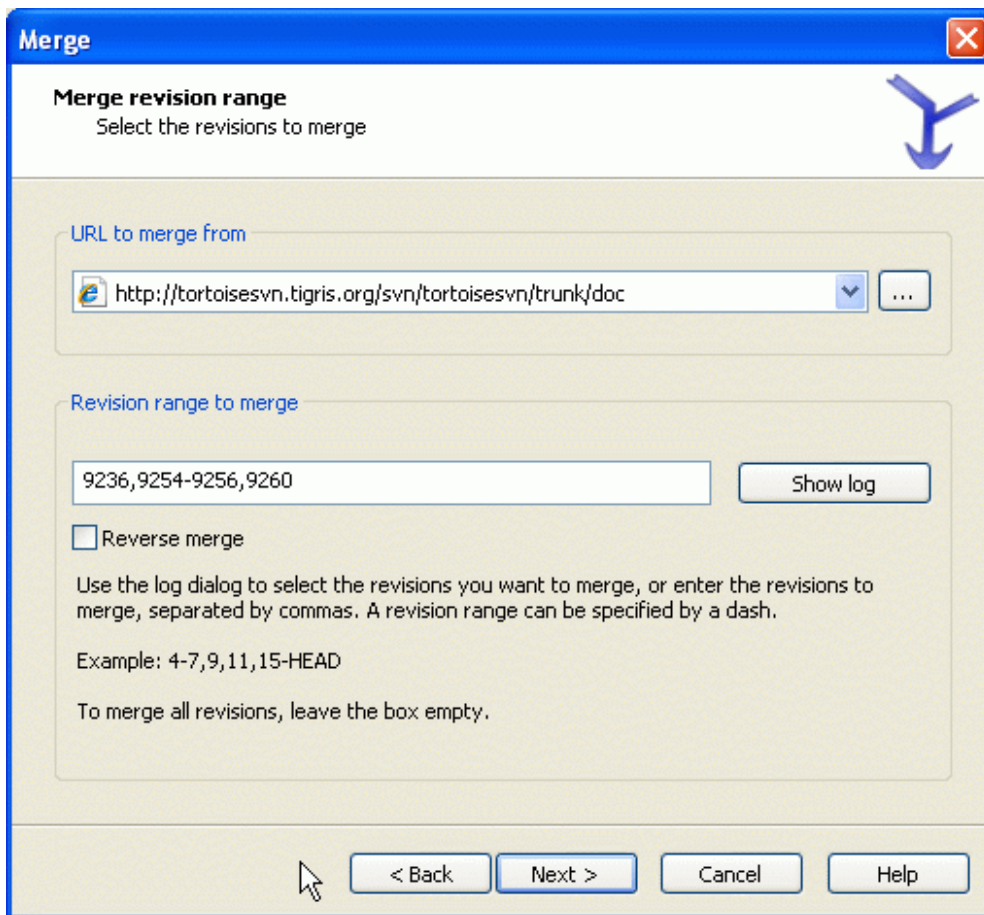 Merge
Merge revision range
Select the revisions to merge
URL to merge from
http://tortoisesvn.tigris.org/svn/tortoisesvn/trunk/doc
...
Revision range to merge
9236,9254-9256,9260
Show log
Reverse merge
Use the log dialog to select the revisions you want to merge, or enter the revisions to
merge, separated by commas. A revision range can be specified by a dash.
Example: 4-7,9,11,15-HEAD
To merge all revisions, leave the box empty.
< Back
Next >
Cancel
Help